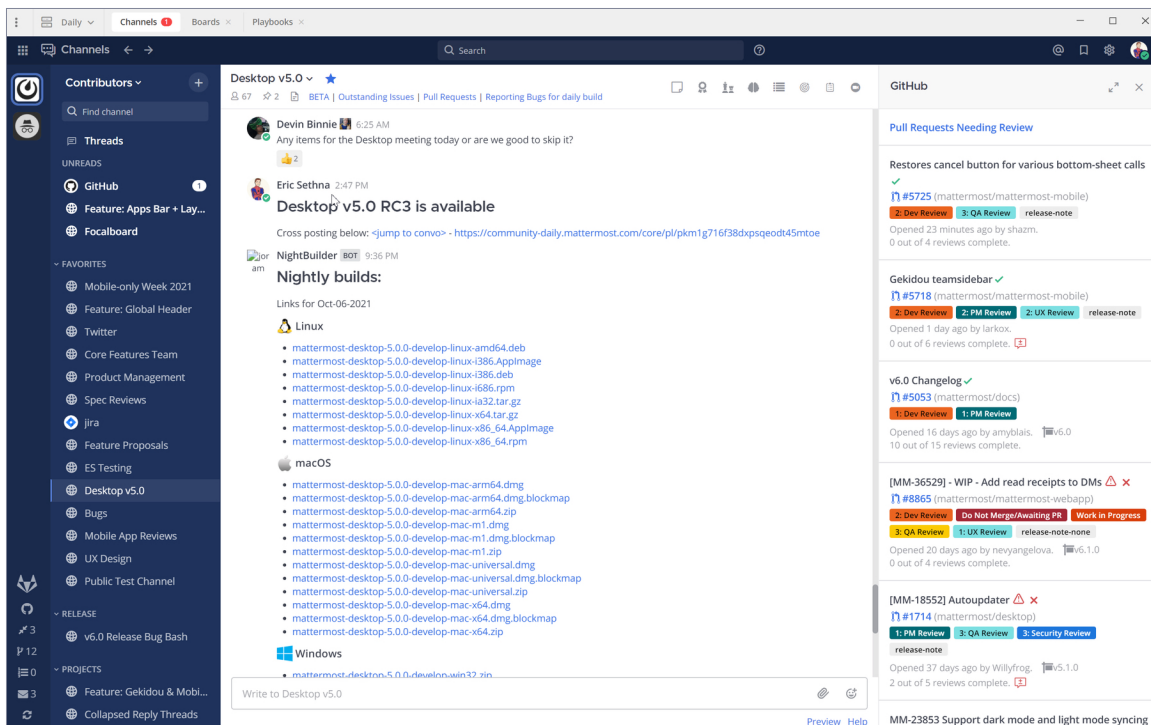 Daily
Channels 1
Boards
Playbooks
Channels
Search
Contributors
Find channel
Threads
UNREADS
GitHub 1
Feature: Apps Bar + Lay...
Focalboard
FAVORITES
Mobile-only Week 2021
Feature: Global Header
Twitter
Core Features Team
Product Management
Spec Reviews
jira
Feature Proposals
ES Testing
Desktop v5.0
Bugs
Mobile App Reviews
UX Design
Public Test Channel
RELEASE
v6.0 Release Bug Bash
PROJECTS
Feature: Gekidou & Mobi...
Collapsed Reply Threads
3
12
0
3
Desktop v5.0
67 2 BETA | Outstanding Issues | Pull Requests | Reporting Bugs for daily build
Devin Binnie 6:25 AM
Any items for the Desktop meeting today or are we good to skip it?
2
Eric Sethna 2:47 PM
Desktop v5.0 RC3 is available
Cross posting below: <jump to convo> - https://community-daily.mattermost.com/core/pl/pkm1g716f38dxpsqeodt45mtoe
joram
NightBuilder BOT 9:36 PM
Nightly builds:
Links for Oct-06-2021
Linux
mattermost-desktop-5.0.0-develop-linux-amd64.deb
mattermost-desktop-5.0.0-develop-linux-i386.AppImage
mattermost-desktop-5.0.0-develop-linux-i386.deb
mattermost-desktop-5.0.0-develop-linux-i686.rpm
mattermost-desktop-5.0.0-develop-linux-ia32.tar.gz
mattermost-desktop-5.0.0-develop-linux-x64.tar.gz
mattermost-desktop-5.0.0-develop-linux-x86_64.AppImage
mattermost-desktop-5.0.0-develop-linux-x86_64.rpm
macOS
mattermost-desktop-5.0.0-develop-mac-arm64.dmg
mattermost-desktop-5.0.0-develop-mac-arm64.dmg.blockmap
mattermost-desktop-5.0.0-develop-mac-arm64.zip
mattermost-desktop-5.0.0-develop-mac-m1.dmg
mattermost-desktop-5.0.0-develop-mac-m1.dmg.blockmap
mattermost-desktop-5.0.0-develop-mac-m1.zip
mattermost-desktop-5.0.0-develop-mac-universal.dmg
mattermost-desktop-5.0.0-develop-mac-universal.dmg.blockmap
mattermost-desktop-5.0.0-develop-mac-universal.zip
mattermost-desktop-5.0.0-develop-mac-x64.dmg
mattermost-desktop-5.0.0-develop-mac-x64.dmg.blockmap
mattermost-desktop-5.0.0-develop-mac-x64.zip
Windows
mattermost-desktop-5.0.0-develop-win32.zip
Write to Desktop v5.0
Preview Help
GitHub
Pull Requests Needing Review
Restores cancel button for various bottom-sheet calls
#5725 (mattermost/mattermost-mobile)
2: Dev Review 3: QA Review release-note
Opened 23 minutes ago by shazm.
0 out of 4 reviews complete.
Gekidou teamsidebar
#5718 (mattermost/mattermost-mobile)
2: Dev Review 2: PM Review 2: UX Review release-note
Opened 1 day ago by larkox.
0 out of 6 reviews complete.
v6.0 Changelog
#5053 (mattermost/docs)
1: Dev Review 1: PM Review
Opened 16 days ago by amyblais. v6.0
10 out of 15 reviews complete.
[MM-36529] - WIP - Add read receipts to DMs
#8865 (mattermost/mattermost-webapp)
2: Dev Review Do Not Merge/Awaiting PR Work in Progress
3: QA Review 1: UX Review release-note-none
Opened 20 days ago by nevyangelova. v6.1.0
0 out of 4 reviews complete.
[MM-18552] Autoupdater
#1714 (mattermost/desktop)
1: PM Review 3: QA Review 3: Security Review
release-note
Opened 37 days ago by Willyfrog. v5.1.0
2 out of 5 reviews complete.
MM-23853 Support dark mode and light mode syncing